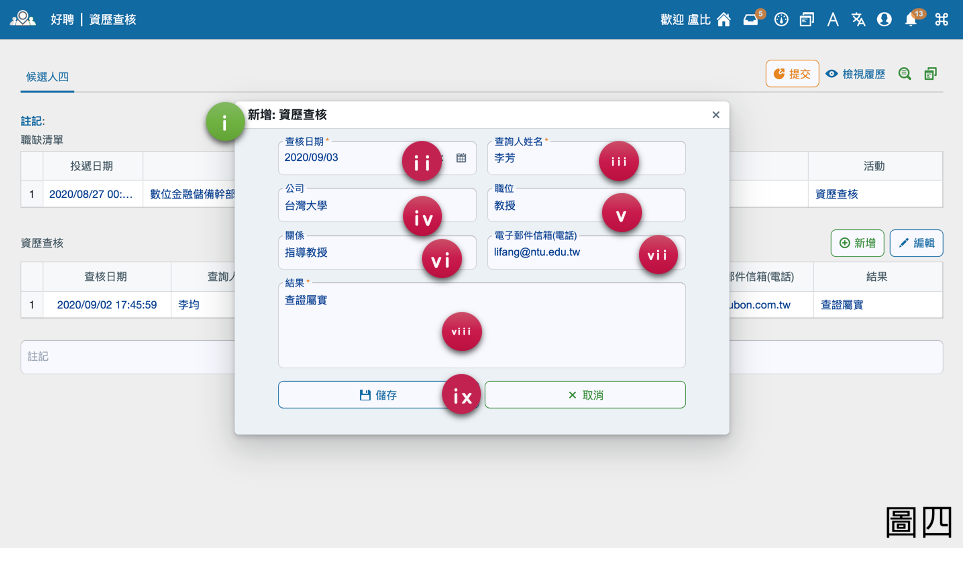 好聘 | 資歷查核
歡迎 盧比
5
13
候選人四
提交
檢視履歷
註記:
職缺清單
投遞日期
活動
1
2020/08/27 00:...
數位金融儲備幹部
資歷查核
資歷查核
新增
編輯
查核日期
查詢人
郵件信箱(電話)
結果
1
2020/09/02 17:45:59
李均
ubon.com.tw
查證屬實
註記
i
新增: 資歷查核
×
查核日期 *
2020/09/03
ii
查詢人姓名 *
李芳
iii
公司
台灣大學
iv
職位
教授
v
關係
指導教授
vi
電子郵件信箱(電話)
lifang@ntu.edu.tw
vii
結果 *
查證屬實
viii
儲存
ix
× 取消
圖四